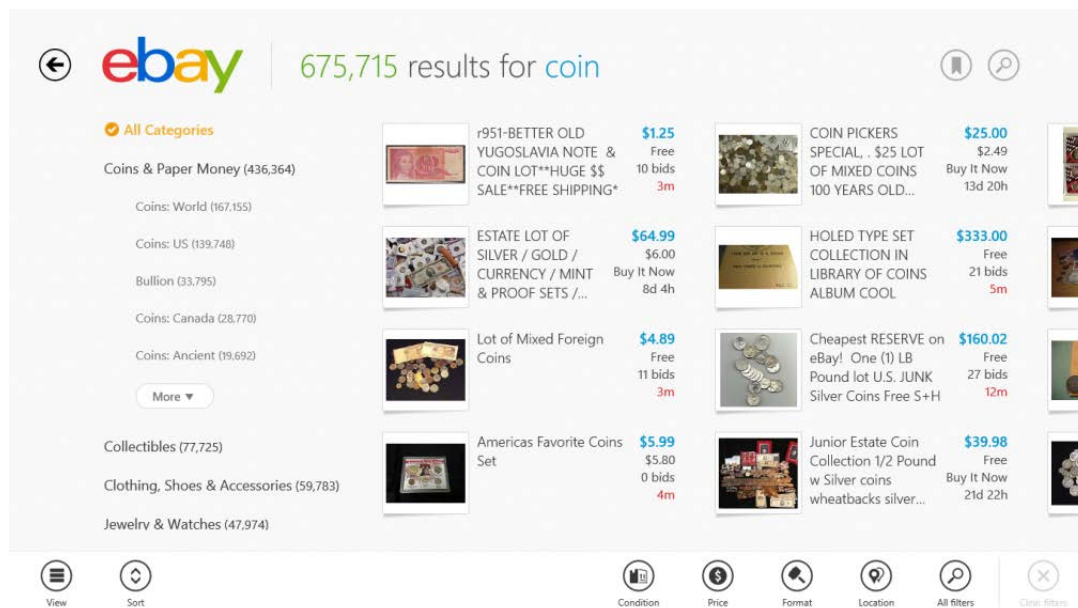 ebay
675,715 results for coin
All Categories
Coins & Paper Money (436,364)
Coins: World (167,155)
Coins: US (139,748)
Bullion (33,795)
Coins: Canada (28,770)
Coins: Ancient (19,692)
More
Collectibles (77,725)
Clothing, Shoes & Accessories (59,783)
Jewelry & Watches (47,974)
r951-BETTER OLD
YUGOSLAVIA NOTE &
COIN LOT**HUGE $$
SALE**FREE SHIPPING*
$1.25
Free
10 bids
3m
ESTATE LOT OF
SILVER / GOLD /
CURRENCY / MINT
& PROOF SETS /...
$64.99
$6.00
Buy It Now
8d 4h
Lot of Mixed Foreign
Coins
$4.89
Free
11 bids
3m
Americas Favorite Coins
Set
$5.99
$5.80
0 bids
4m
COIN PICKERS
SPECIAL, . $25 LOT
OF MIXED COINS
100 YEARS OLD...
$25.00
$2.49
Buy It Now
13d 20h
HOLED TYPE SET
COLLECTION IN
LIBRARY OF COINS
ALBUM COOL
$333.00
Free
21 bids
5m
Cheapest RESERVE on
eBay! One (1) LB
Pound lot U.S. JUNK
Silver Coins Free S+H
$160.02
Free
27 bids
12m
Junior Estate Coin
Collection 1/2 Pound
w Silver coins
wheatbacks silver...
$39.98
Free
Buy It Now
21d 22h
View
Sort
Condition
Price
Format
Location
All filters
Clear filters